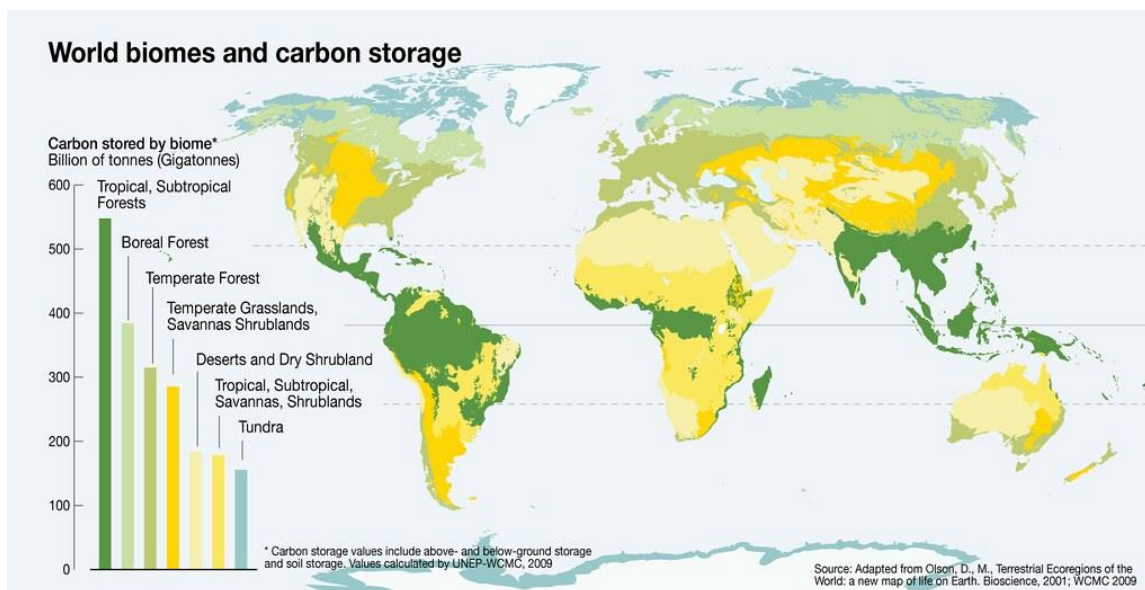 World biomes and carbon storage
Carbon stored by biome*
Billion of tonnes (Gigatonnes)
600
Tropical, Subtropical
Forests
500
Boreal Forest
Temperate Forest
400
Temperate Grasslands,
Savannas Shrublands
300
Deserts and Dry Shrubland
Tropical, Subtropical,
Savannas, Shrublands
200
Tundra
100
0
* Carbon storage values include above- and below-ground storage
and soil storage. Values calculated by UNEP-WCMC, 2009
Source: Adapted from Olson, D., M., Terrestrial Ecoregions of the
World: a new map of life on Earth. Bioscience, 2001; WCMC 2009